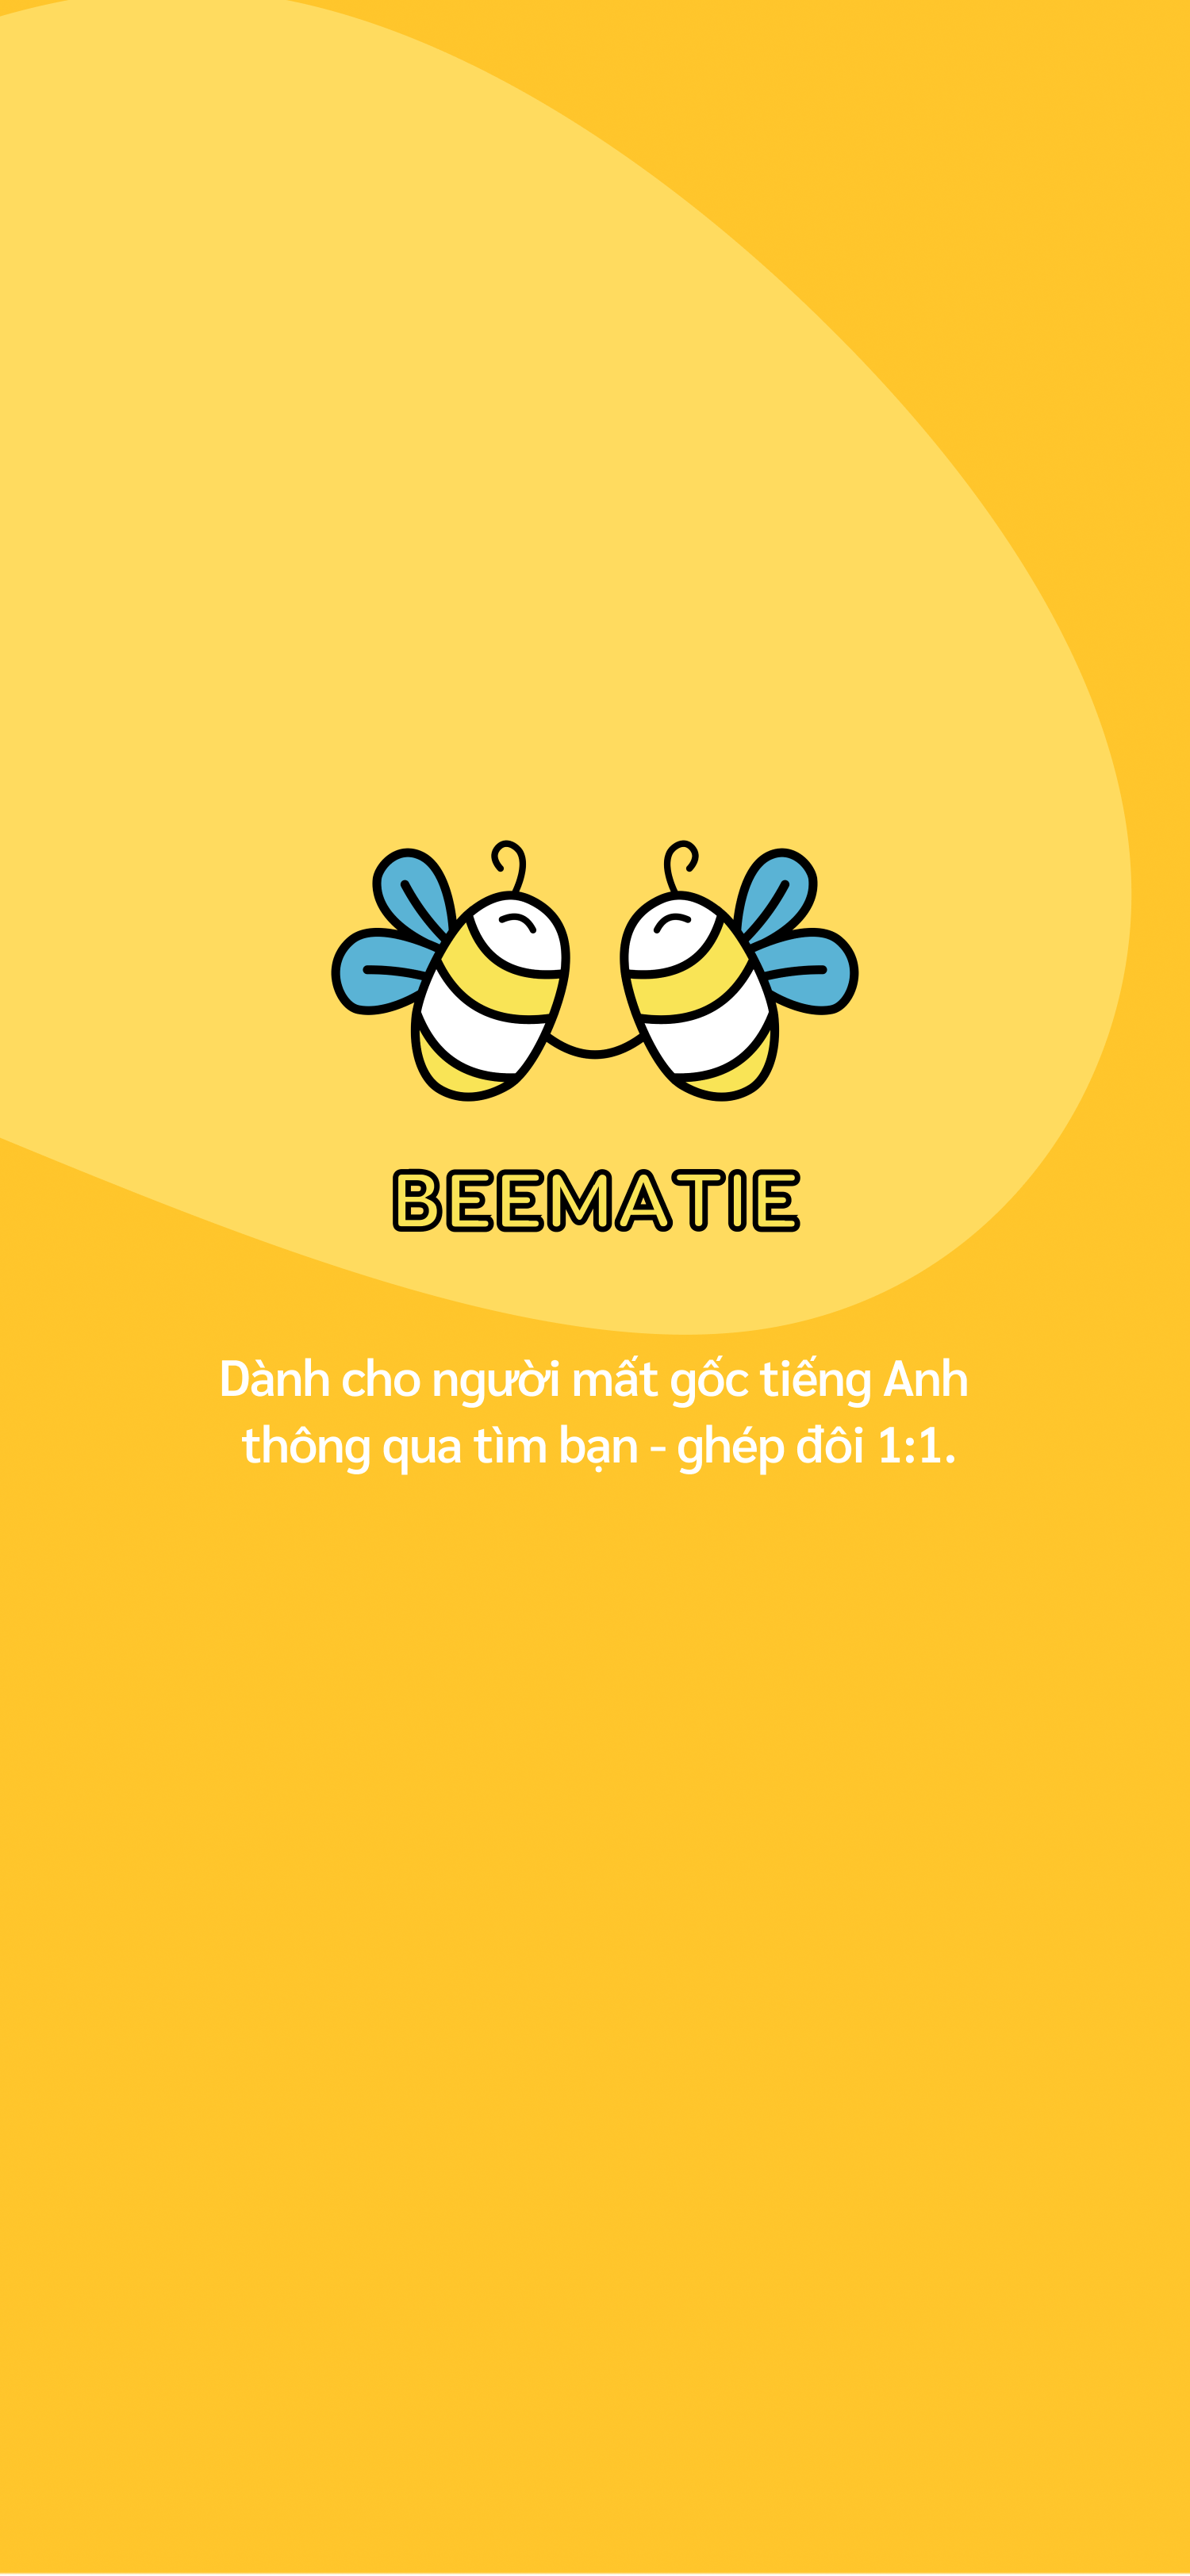 BEEMATIE
Dành cho người mất gốc tiếng Anh
thông qua tìm bạn - ghép đôi 1:1.